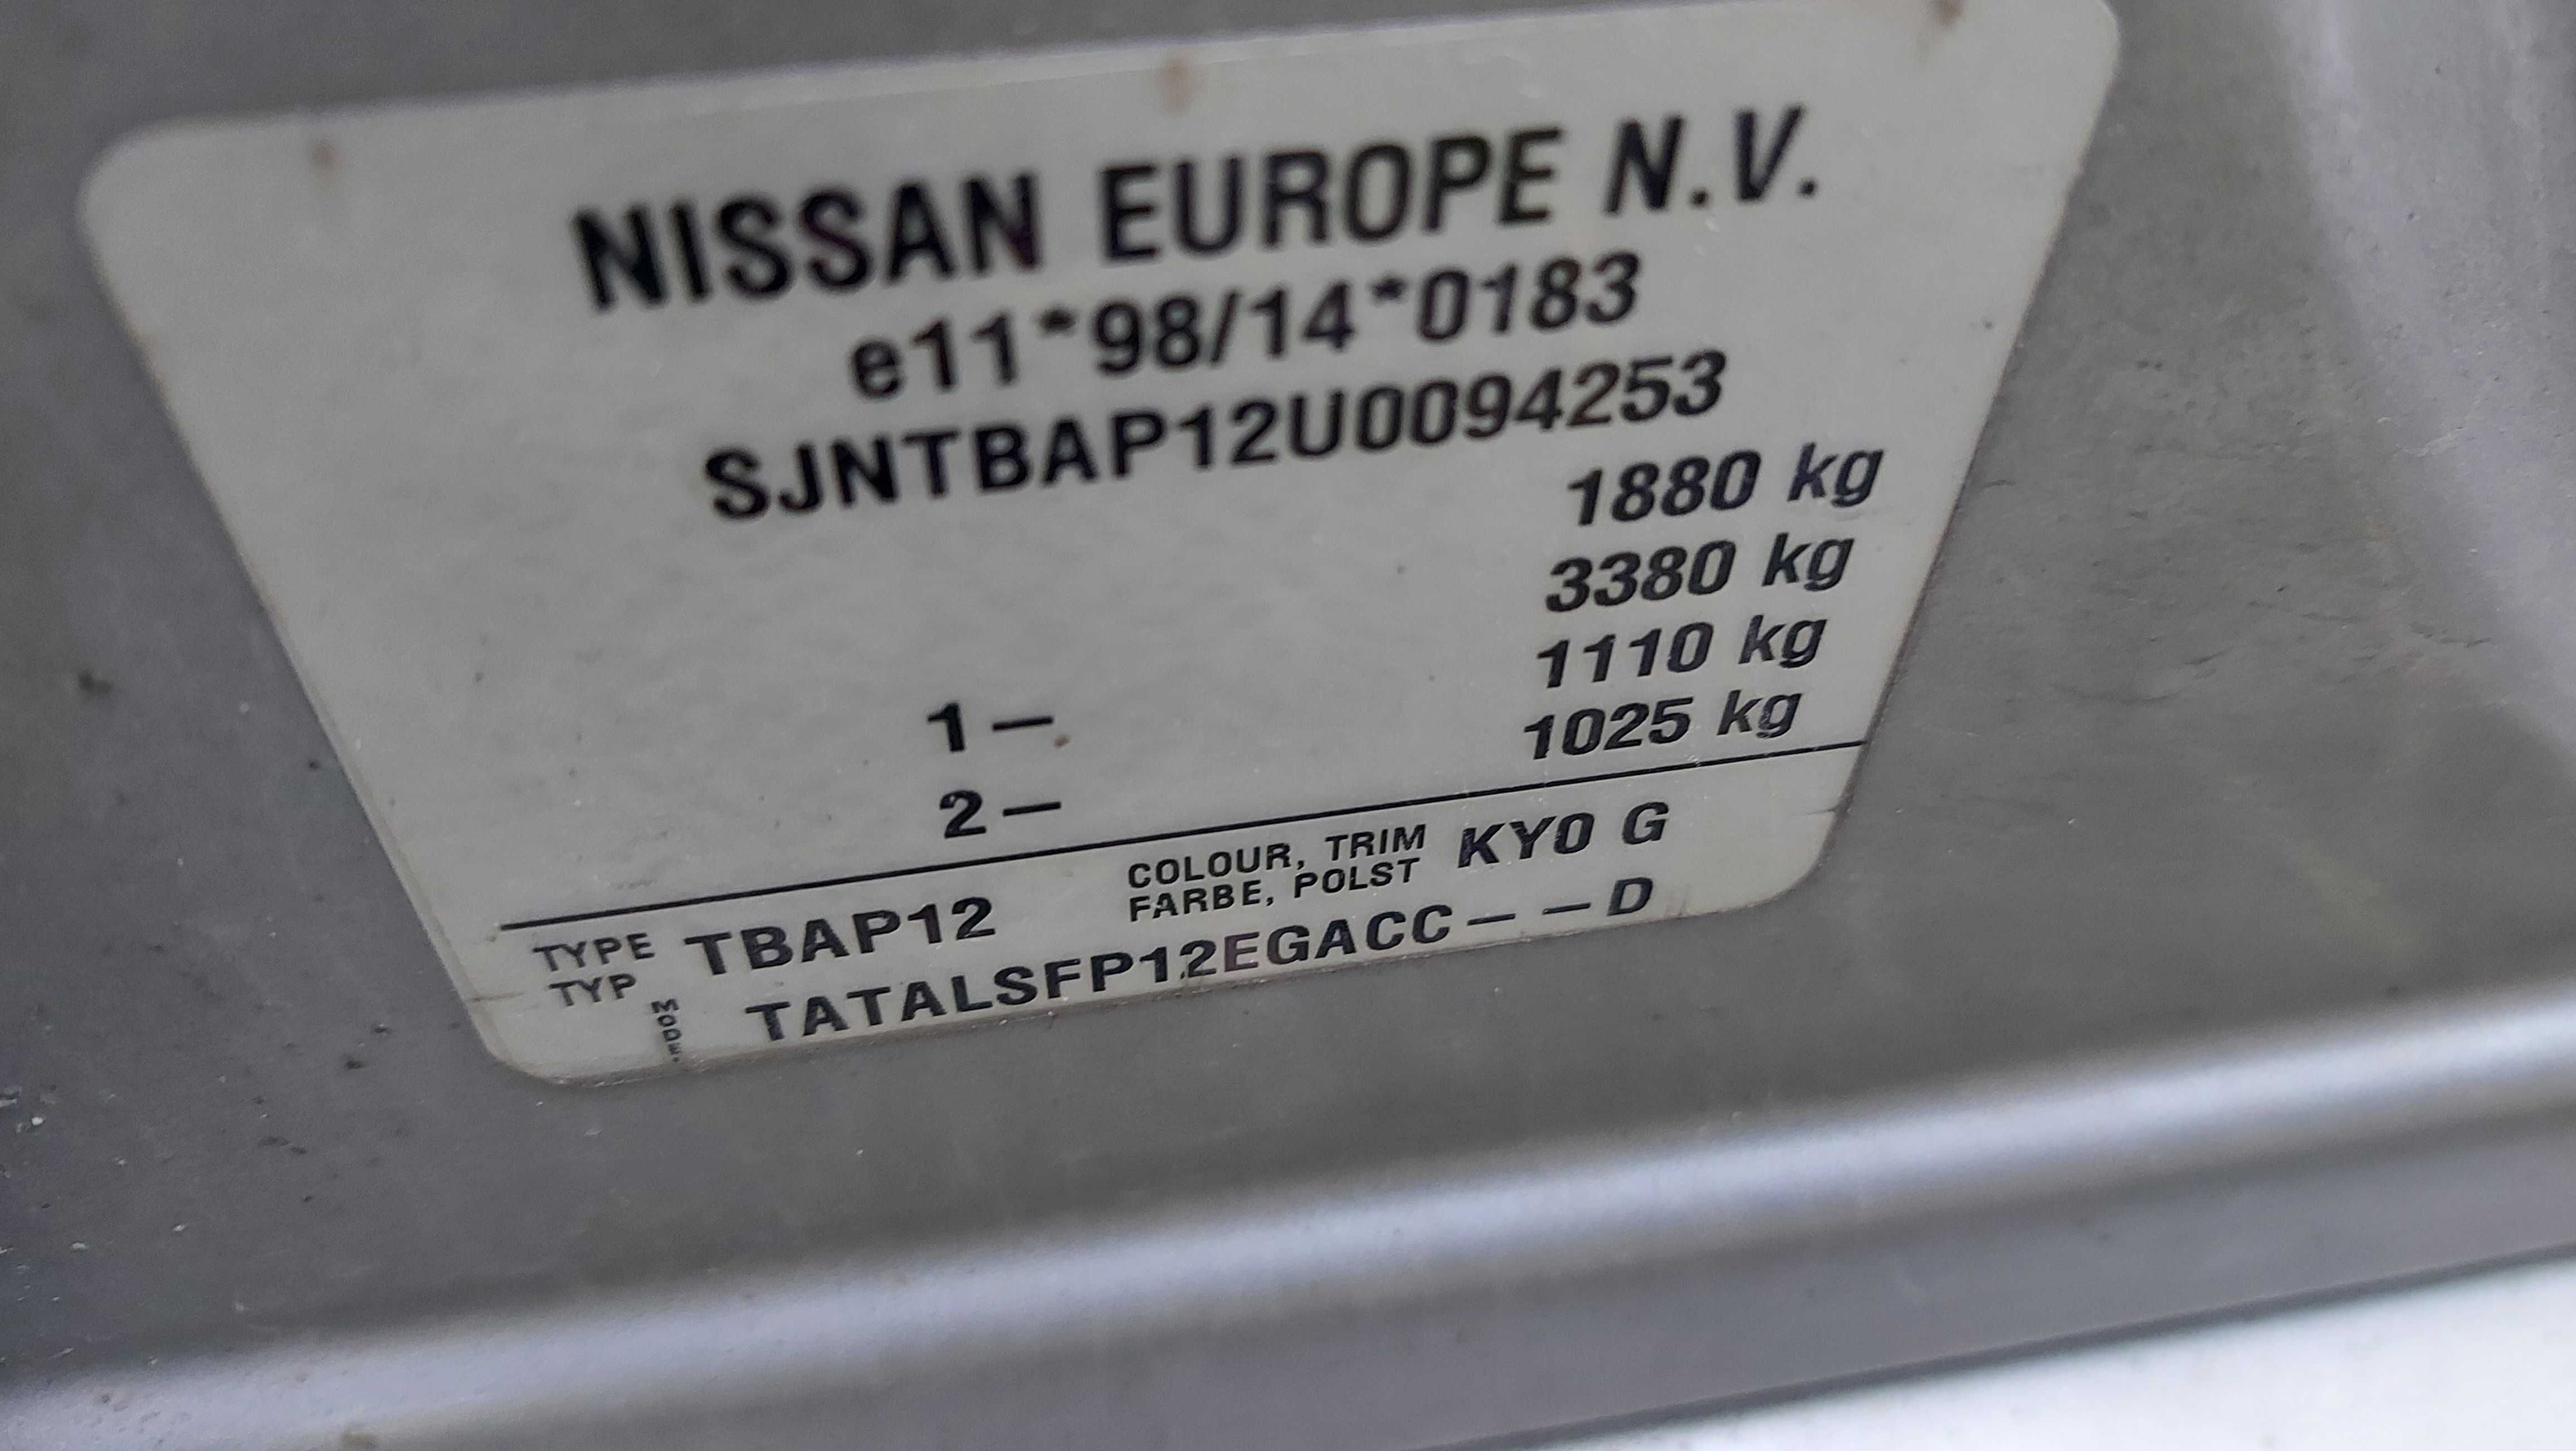 NISSAN EUROPE N.V.
e11*98/14*0183
SJNTBAP12U0094253
1880 kg
3380 kg
1 — 1110 kg
2 — 1025 kg
TYPE TYP TBAP12 COLOUR, TRIM FARBE, POLST KY0 G
MODE. TATALSFP12EGACC — — D